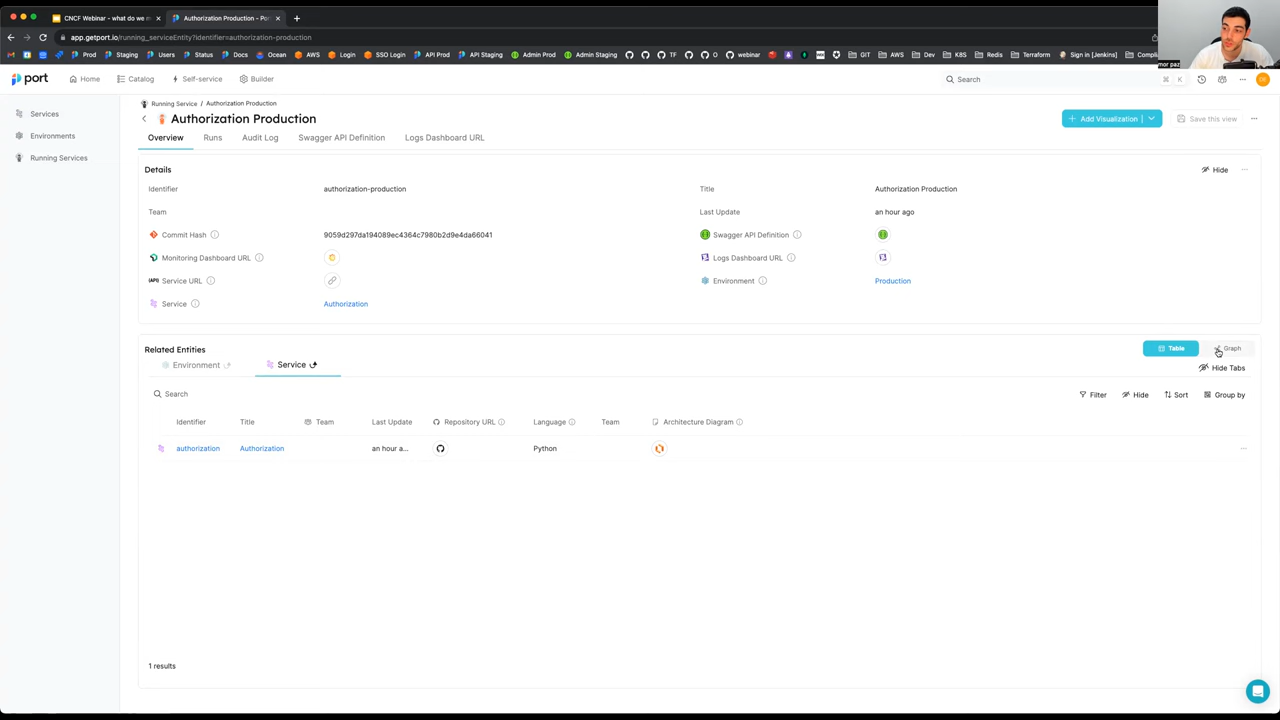 CNCF Webinar - what do we m
Authorization Production - Po
app.getport.io/running_serviceEntity?identifier=authorization-production
Prod
Staging
Users
Status
Docs
Ocean
AWS
Login
SSO Login
API Prod
API Staging
Admin Prod
Admin Staging
TF
O
webinar
GIT
AWS
Dev
K8S
Redis
Terraform
Sign in [Jenkins]
Compli
mor paz
port
Home
Catalog
Self-service
Builder
Search
⌘ K
Services
Environments
Running Services
Running Service / Authorization Production
Authorization Production
+ Add Visualization
Save this view
Overview
Runs
Audit Log
Swagger API Definition
Logs Dashboard URL
Details
Hide
Identifier
authorization-production
Title
Authorization Production
Team
Last Update
an hour ago
Commit Hash
9059d297da194089ec4364c7980b2d9e4da66041
Swagger API Definition
Monitoring Dashboard URL
Logs Dashboard URL
{API} Service URL
Environment
Production
Service
Authorization
Related Entities
Table
Graph
Environment
Service
Hide Tabs
Search
Filter
Hide
Sort
Group by
Identifier
Title
Team
Last Update
Repository URL
Language
Team
Architecture Diagram
authorization
Authorization
an hour a...
Python
1 results